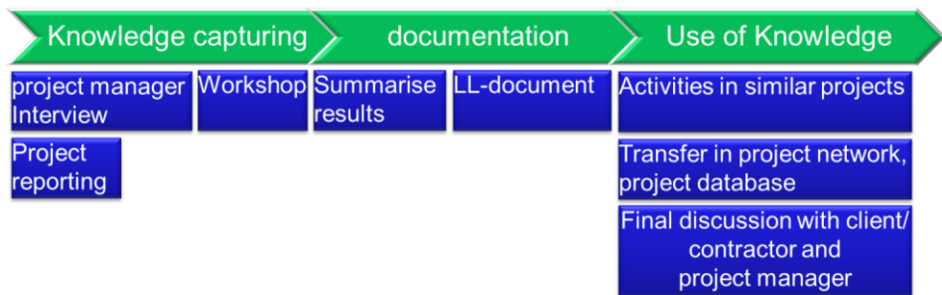 Knowledge capturing
documentation
Use of Knowledge
project manager
Interview
Workshop
Summarise
results
LL-document
Activities in similar projects
Project
reporting
Transfer in project network,
project database
Final discussion with client/
contractor and
project manager